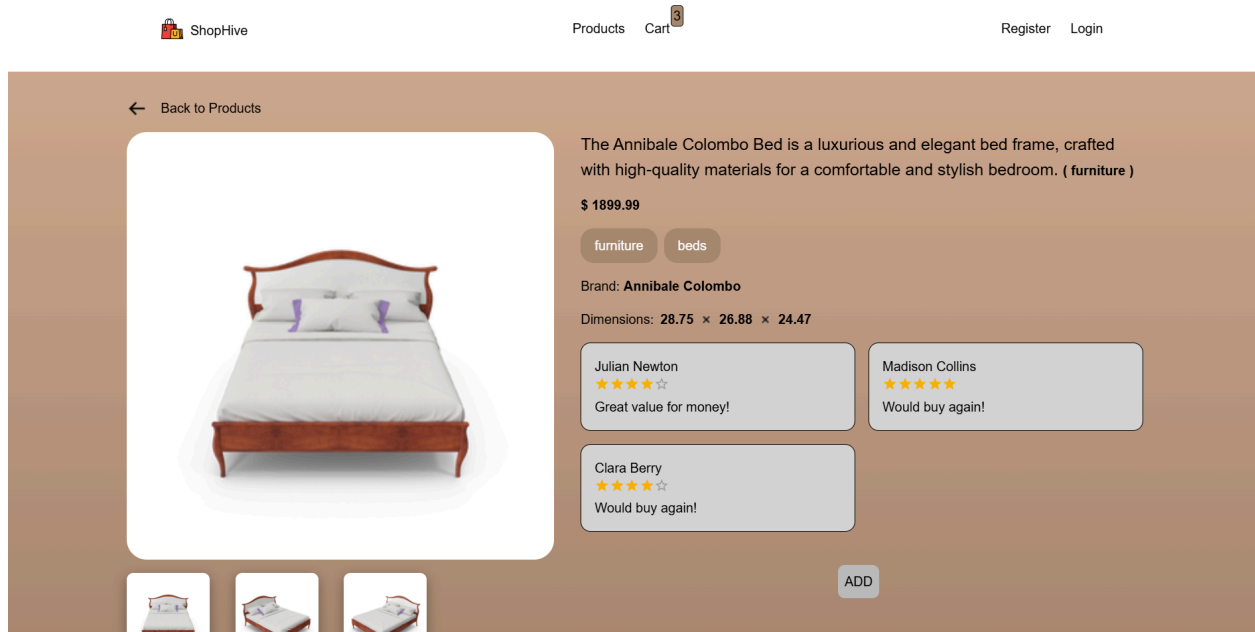 ShopHive
Products
Cart
3
Register
Login
Back to Products
The Annibale Colombo Bed is a luxurious and elegant bed frame, crafted
with high-quality materials for a comfortable and stylish bedroom. ( furniture )
$ 1899.99
furniture
beds
Brand: Annibale Colombo
Dimensions: 28.75 × 26.88 × 24.47
Julian Newton
★★★★☆
Great value for money!
Madison Collins
★★★★★
Would buy again!
Clara Berry
★★★★☆
Would buy again!
ADD